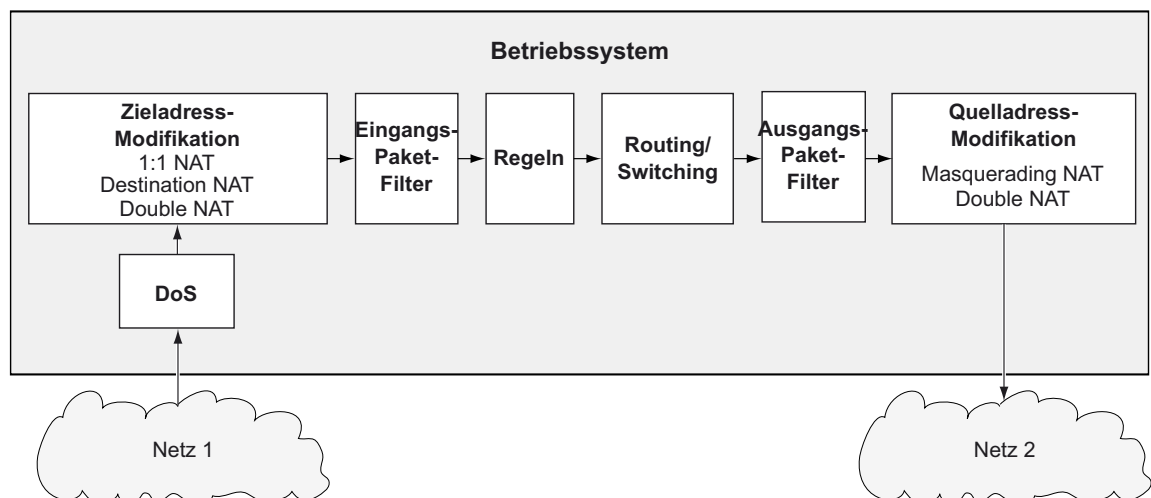 Betriebssystem
Zieladress-
Modifikation
1:1 NAT
Destination NAT
Double NAT
Eingangs-
Paket-
Filter
Regeln
Routing/
Switching
Ausgangs-
Paket-
Filter
Quelladress-
Modifikation
Masquerading NAT
Double NAT
DoS
Netz 1
Netz 2